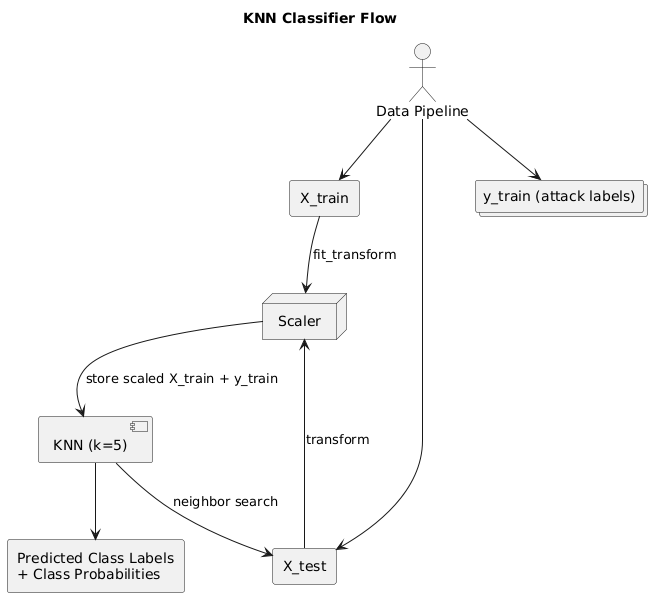 KNN Classifier Flow
Data Pipeline
X_train
y_train (attack labels)
fit_transform
Scaler
store scaled X_train + y_train
KNN (k=5)
transform
neighbor search
Predicted Class Labels
+ Class Probabilities
X_test